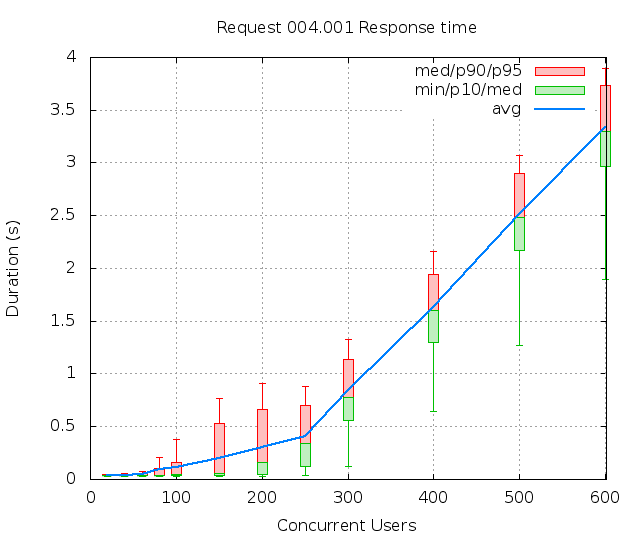 Request 004.001 Response time
med/p90/p95
min/p10/med
avg
4
3.5
3
2.5
2
1.5
1
0.5
0
Duration (s)
0 100 200 300 400 500 600
Concurrent Users